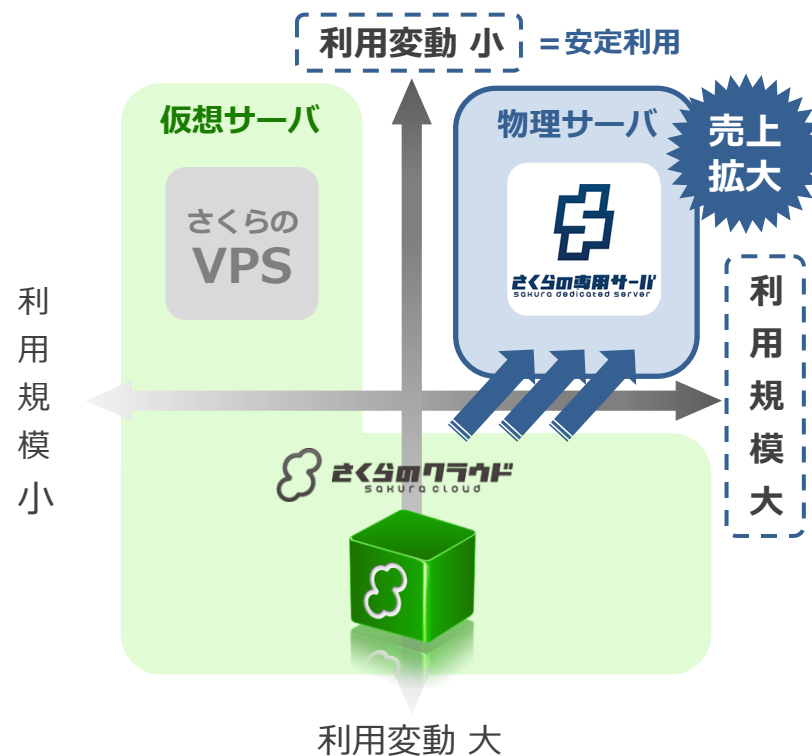 利用変動 小 =安定利用
仮想サーバ
物理サーバ
売上
拡大
さくらの
VPS
さくらの専用サーバ
sakura dedicated server
利用規模小
利用規模大
さくらのクラウド
sakura cloud
利用変動 大